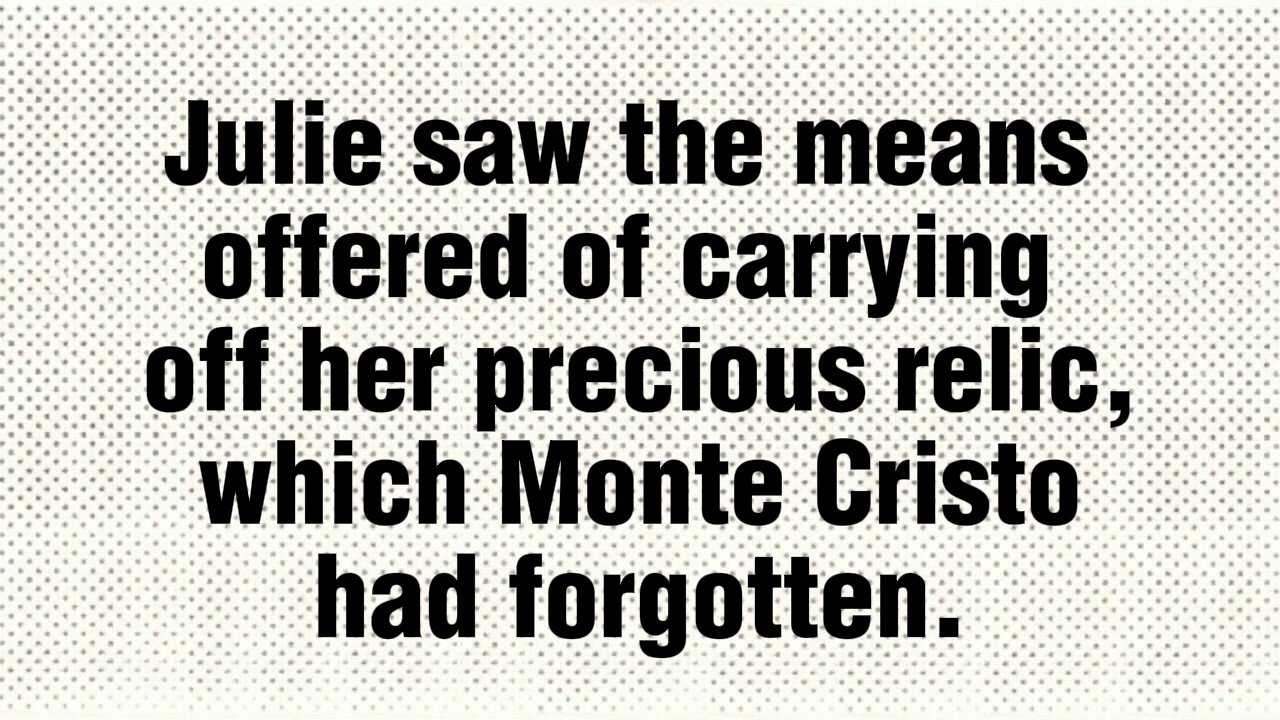 Julie saw the means
offered of carrying
off her precious relic,
which Monte Cristo
had forgotten.